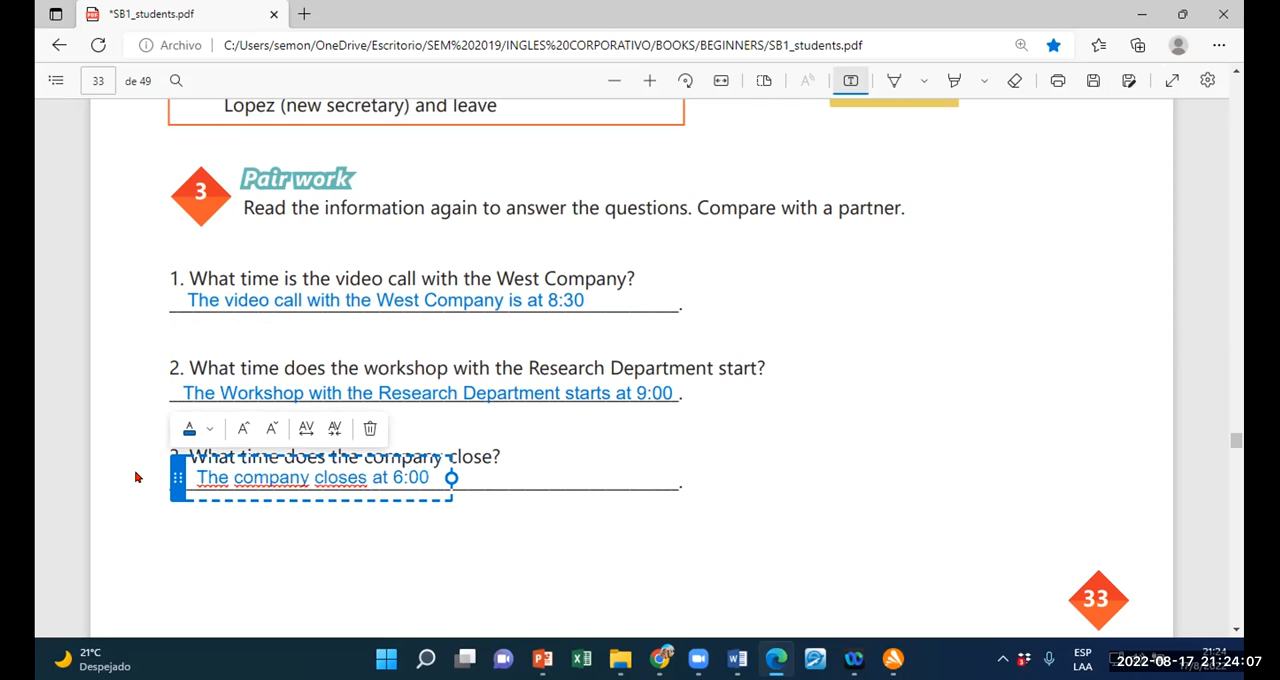 *SB1_students.pdf
Archivo
C:/Users/semon/OneDrive/Escritorio/SEM%202019/INGLES%20CORPORATIVO/BOOKS/BEGINNERS/SB1_students.pdf
33 de 49
Lopez (new secretary) and leave
3 Pair work
Read the information again to answer the questions. Compare with a partner.
1. What time is the video call with the West Company?
The video call with the West Company is at 8:30
2. What time does the workshop with the Research Department start?
The Workshop with the Research Department starts at 9:00
What time does the company close?
The company closes at 6:00
33
21°C
Despejado
ESP
LAA
21:24
2022-08-17 21:24:07